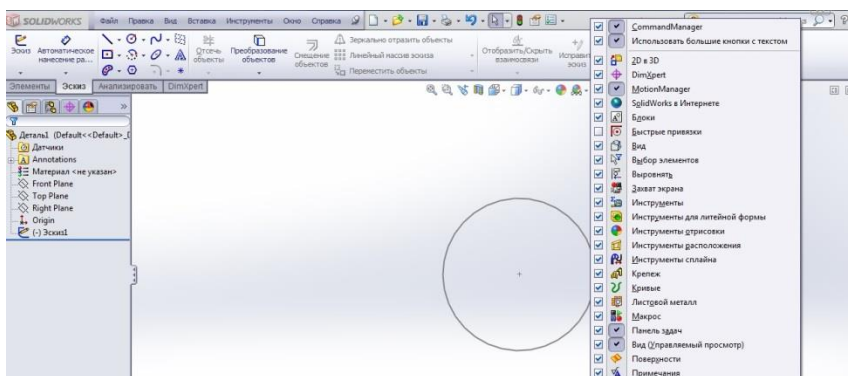 SOLIDWORKS Файл Правка Вид Вставка Инструменты Окно Справка
Эскиз
Автоматическое нанесение ра...
Отсечь объекты
Преобразование объектов
Смещение объектов
Зеркально отразить объекты
Линейный массив эскиза
Переместить объекты
Отобразить/Скрыть взаимосвязи
Исправит эскиз
Элементы Эскиз Анализировать DimXpert
Деталь1 (Default<<Default>_
Датчики
Annotations
Материал <не указан>
Front Plane
Top Plane
Right Plane
Origin
(-) Эскиз1
CommandManager
Использовать большие кнопки с текстом
2D в 3D
DimXpert
MotionManager
SolidWorks в Интернете
Блоки
Быстрые привязки
Вид
Выбор элементов
Выровнять
Захват экрана
Инструменты
Инструменты для литейной формы
Инструменты отрисовки
Инструменты расположения
Инструменты сплайна
Крепеж
Кривые
Листовой металл
Макрос
Панель задач
Вид (Управляемый просмотр)
Поверхности
Примечания